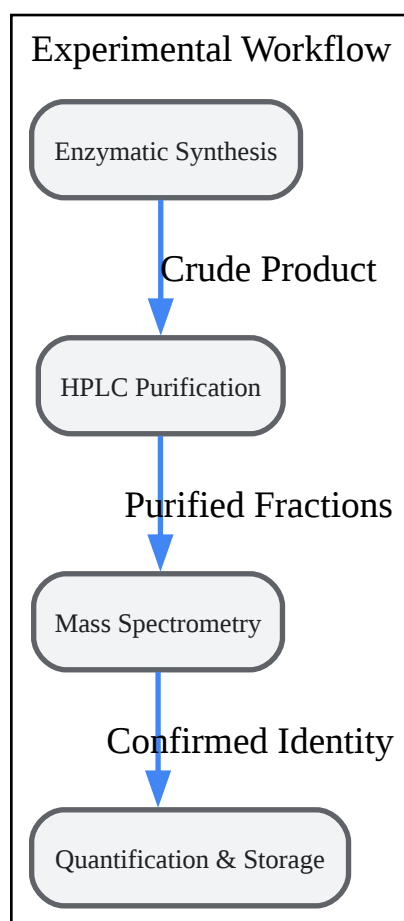 Experimental Workflow
Enzymatic Synthesis
Crude Product
HPLC Purification
Purified Fractions
Mass Spectrometry
Confirmed Identity
Quantification & Storage